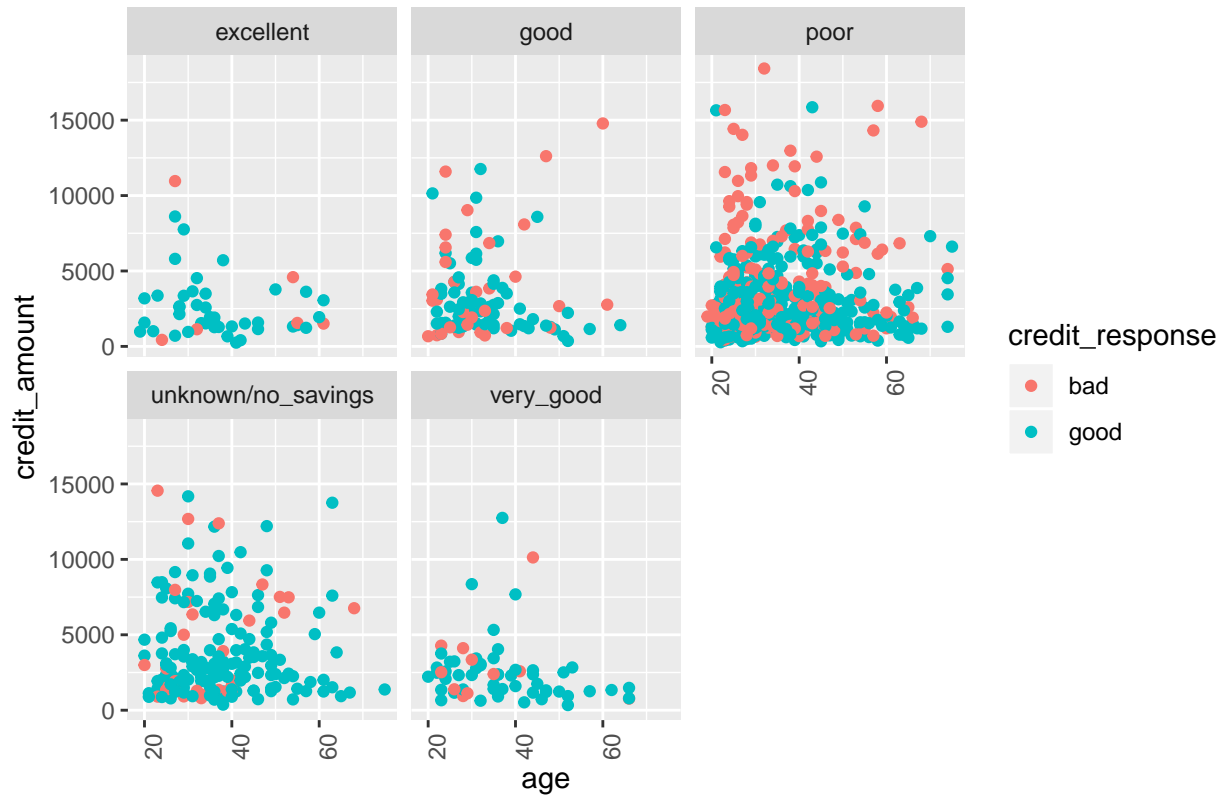 excellent
good
poor
15000
10000
5000
0
20
40
60
unknown/no_savings
very_good
15000
10000
5000
0
20
40
60
20
40
60
age
credit_amount
credit_response
bad
good